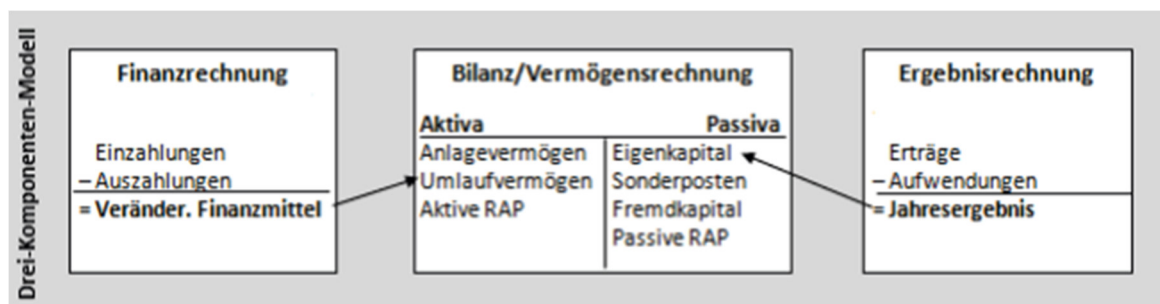 Drei-Komponenten-Modell
Finanzrechnung
Einzahlungen
– Auszahlungen
= Veränder. Finanzmittel
Bilanz/Vermögensrechnung
Aktiva Passiva
Anlagevermögen Eigenkapital
Umlaufvermögen Sonderposten
Aktive RAP Fremdkapital
Passive RAP
Ergebnisrechnung
Erträge
– Aufwendungen
= Jahresergebnis